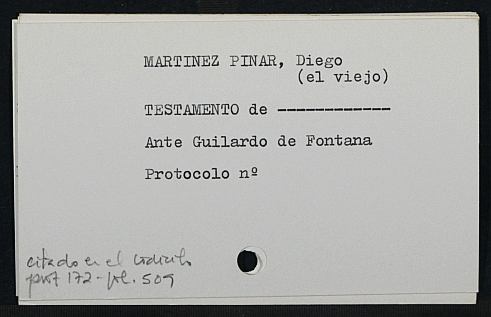 MARTINEZ PINAR, Diego
(el viejo)
TESTAMENTO de ------------
Ante Guilardo de Fontana
Protocolo nº
citado en el codicilo
prot 172 - fol. 509